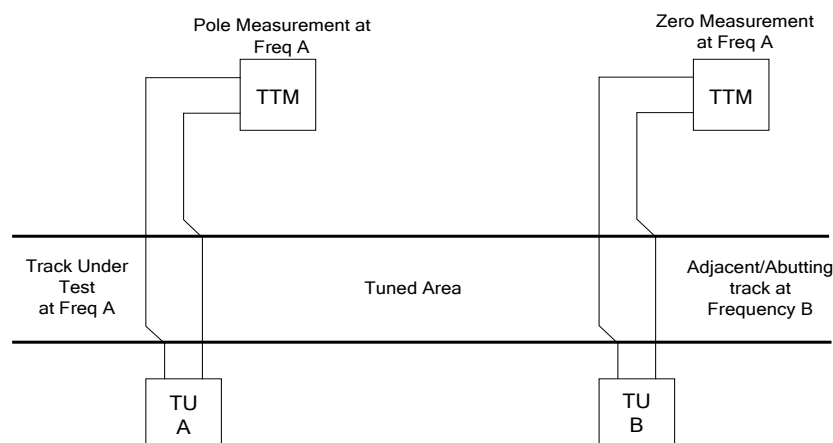 Pole Measurement at
Freq A
TTM
Zero Measurement
at Freq A
TTM
Track Under
Test
at Freq A
Tuned Area
Adjacent/Abutting
track at
Frequency B
TU
A
TU
B